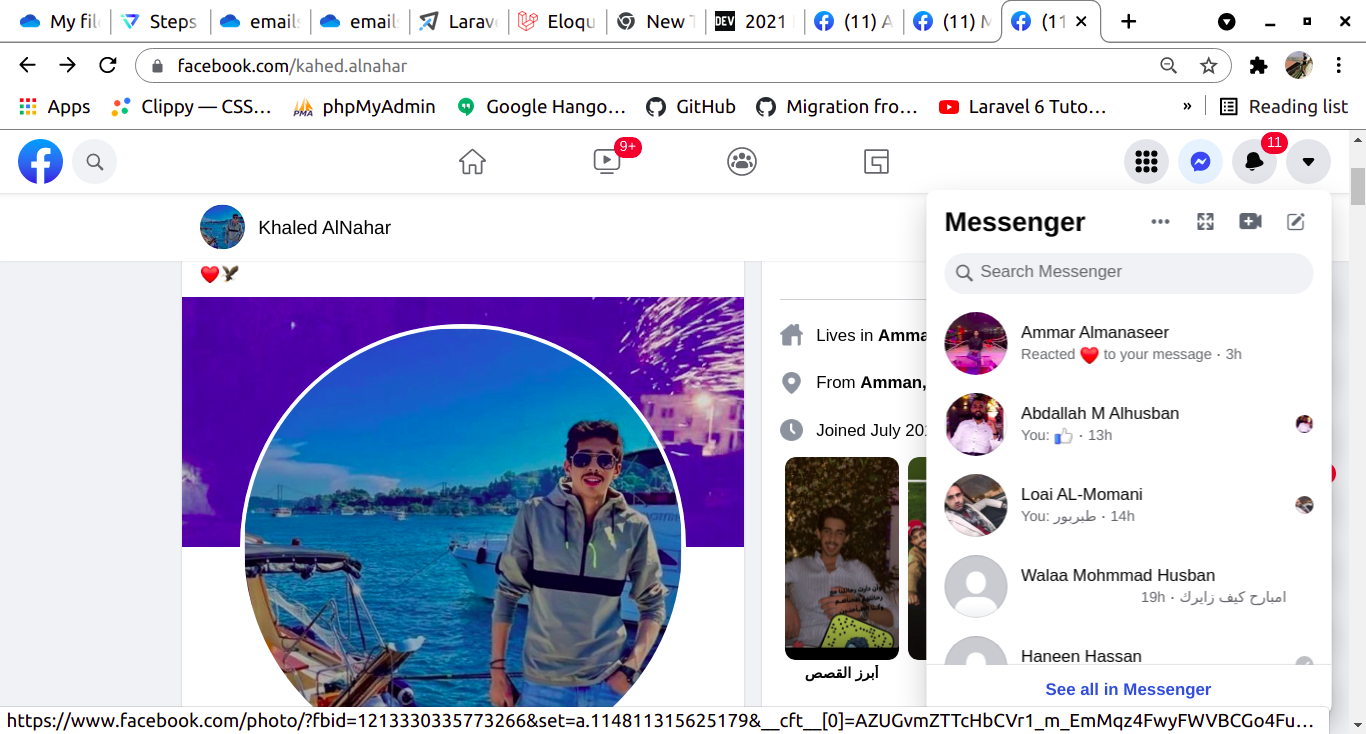 My fil
Steps
emails
emails
Larave
Eloqu
New T
DEV
2021
(11) A
(11) M
(11
facebook.com/kahed.alnahar
Apps
Clippy — CSS…
phpMyAdmin
Google Hango…
GitHub
Migration fro…
Laravel 6 Tuto…
»
Reading list
9+
11
Khaled AlNahar
Lives in Amma
From Amman,
Joined July 201
أبرز القصص
Messenger
Search Messenger
Ammar Almanaseer
Reacted ❤️ to your message · 3h
Abdallah M Alhusban
You: 👍 · 13h
Loai AL-Momani
You: طبربور · 14h
Walaa Mohmmad Husban
امبارح كيف زايرك · 19h
Haneen Hassan
See all in Messenger
https://www.facebook.com/photo/?fbid=1213330335773266&set=a.114811315625179&__cft__[0]=AZUGvmZTTcHbCVr1_m_EmMqz4FwyFWVBCGo4Fu…